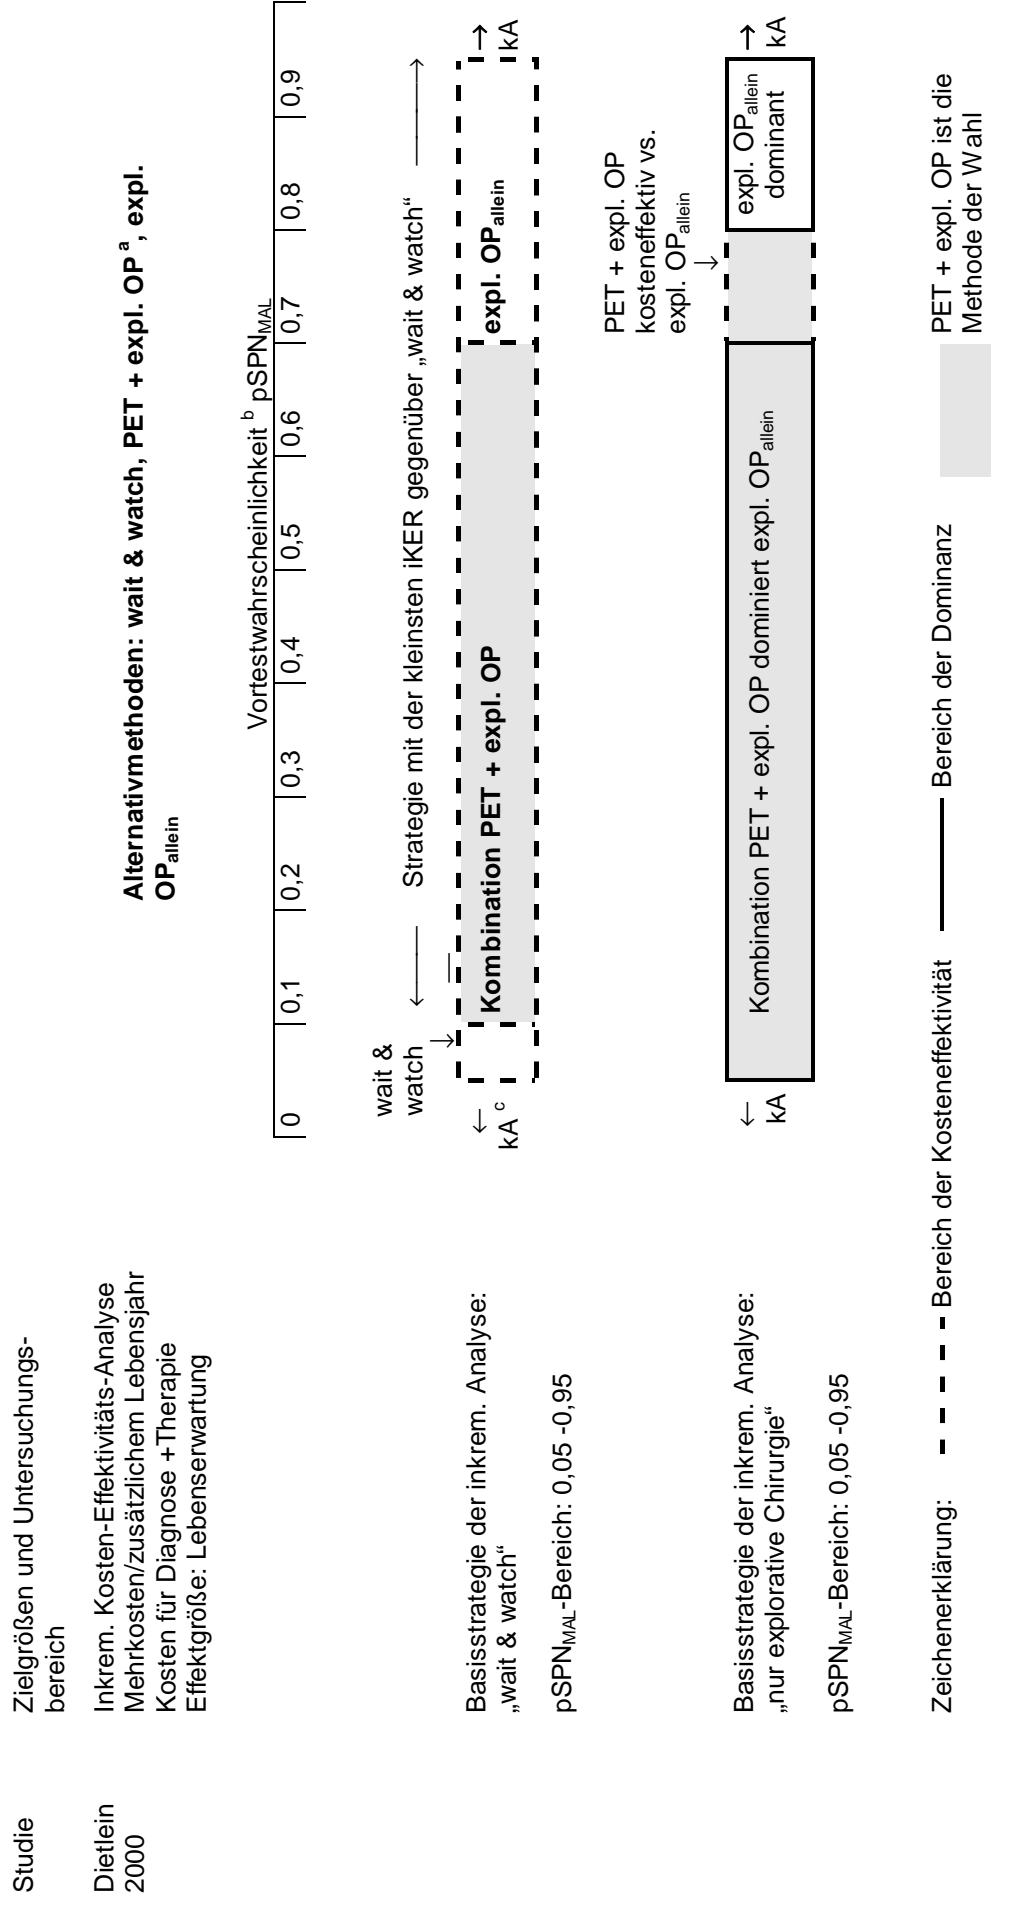 Studie
Zielgrößen und Untersuchungs-
bereich
Dietlein
2000
Inkrem. Kosten-Effektivitäts-Analyse
Mehrkosten/zusätzlichem Lebensjahr
Kosten für Diagnose +Therapie
Effektgröße: Lebenserwartung
Alternativmethoden: wait & watch, PET + expl. OP a, expl.
OPallein
Vortestwahrscheinlichkeit b pSPNMAL
0 0,1 0,2 0,3 0,4 0,5 0,6 0,7 0,8 0,9
wait &
watch ↓
← Strategie mit der kleinsten iKER gegenüber „wait & watch“ →
Basisstrategie der inkrem. Analyse:
„wait & watch“
pSPNMAL-Bereich: 0,05 -0,95
←
kA c
Kombination PET + expl. OP
expl. OPallein
→
kA
PET + expl. OP
kosteneffektiv vs.
expl. OPallein
↓
Basisstrategie der inkrem. Analyse:
„nur explorative Chirurgie“
pSPNMAL-Bereich: 0,05 -0,95
←
kA
Kombination PET + expl. OP dominiert expl. OPallein
expl. OPallein
dominant
→
kA
Zeichenerklärung:
Bereich der Kosteneffektivität
Bereich der Dominanz
PET + expl. OP ist die
Methode der Wahl